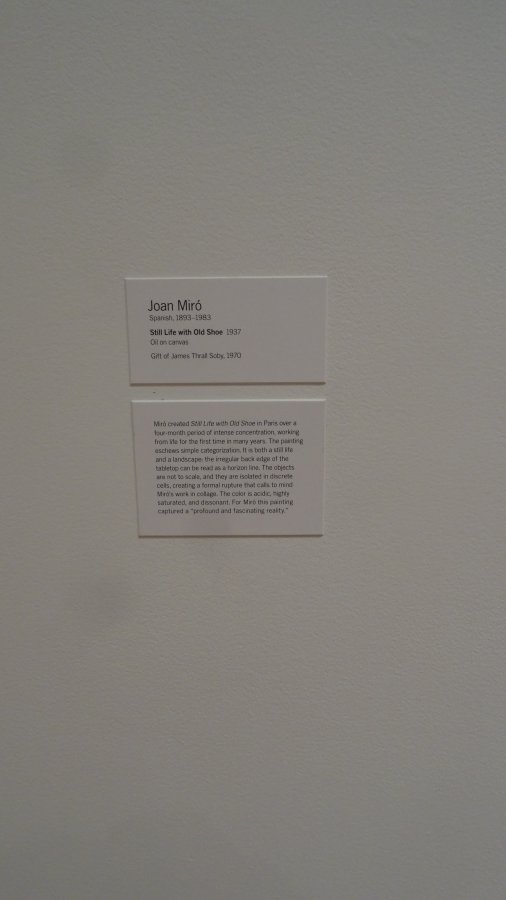 Joan Miró
Spanish, 1893–1983
Still Life with Old Shoe 1937
Oil on canvas
Gift of James Thrall Soby, 1970
Miró created Still Life with Old Shoe in Paris over a
four-month period of intense concentration, working
from life for the first time in many years. The painting
eschews simple categorization. It is both a still life
and a landscape: the irregular back edge of the
tabletop can be read as a horizon line. The objects
are not to scale, and they are isolated in discrete
cells, creating a formal rupture that calls to mind
Miró's work in collage. The color is acidic, highly
saturated, and dissonant. For Miró this painting
captured a “profound and fascinating reality.”